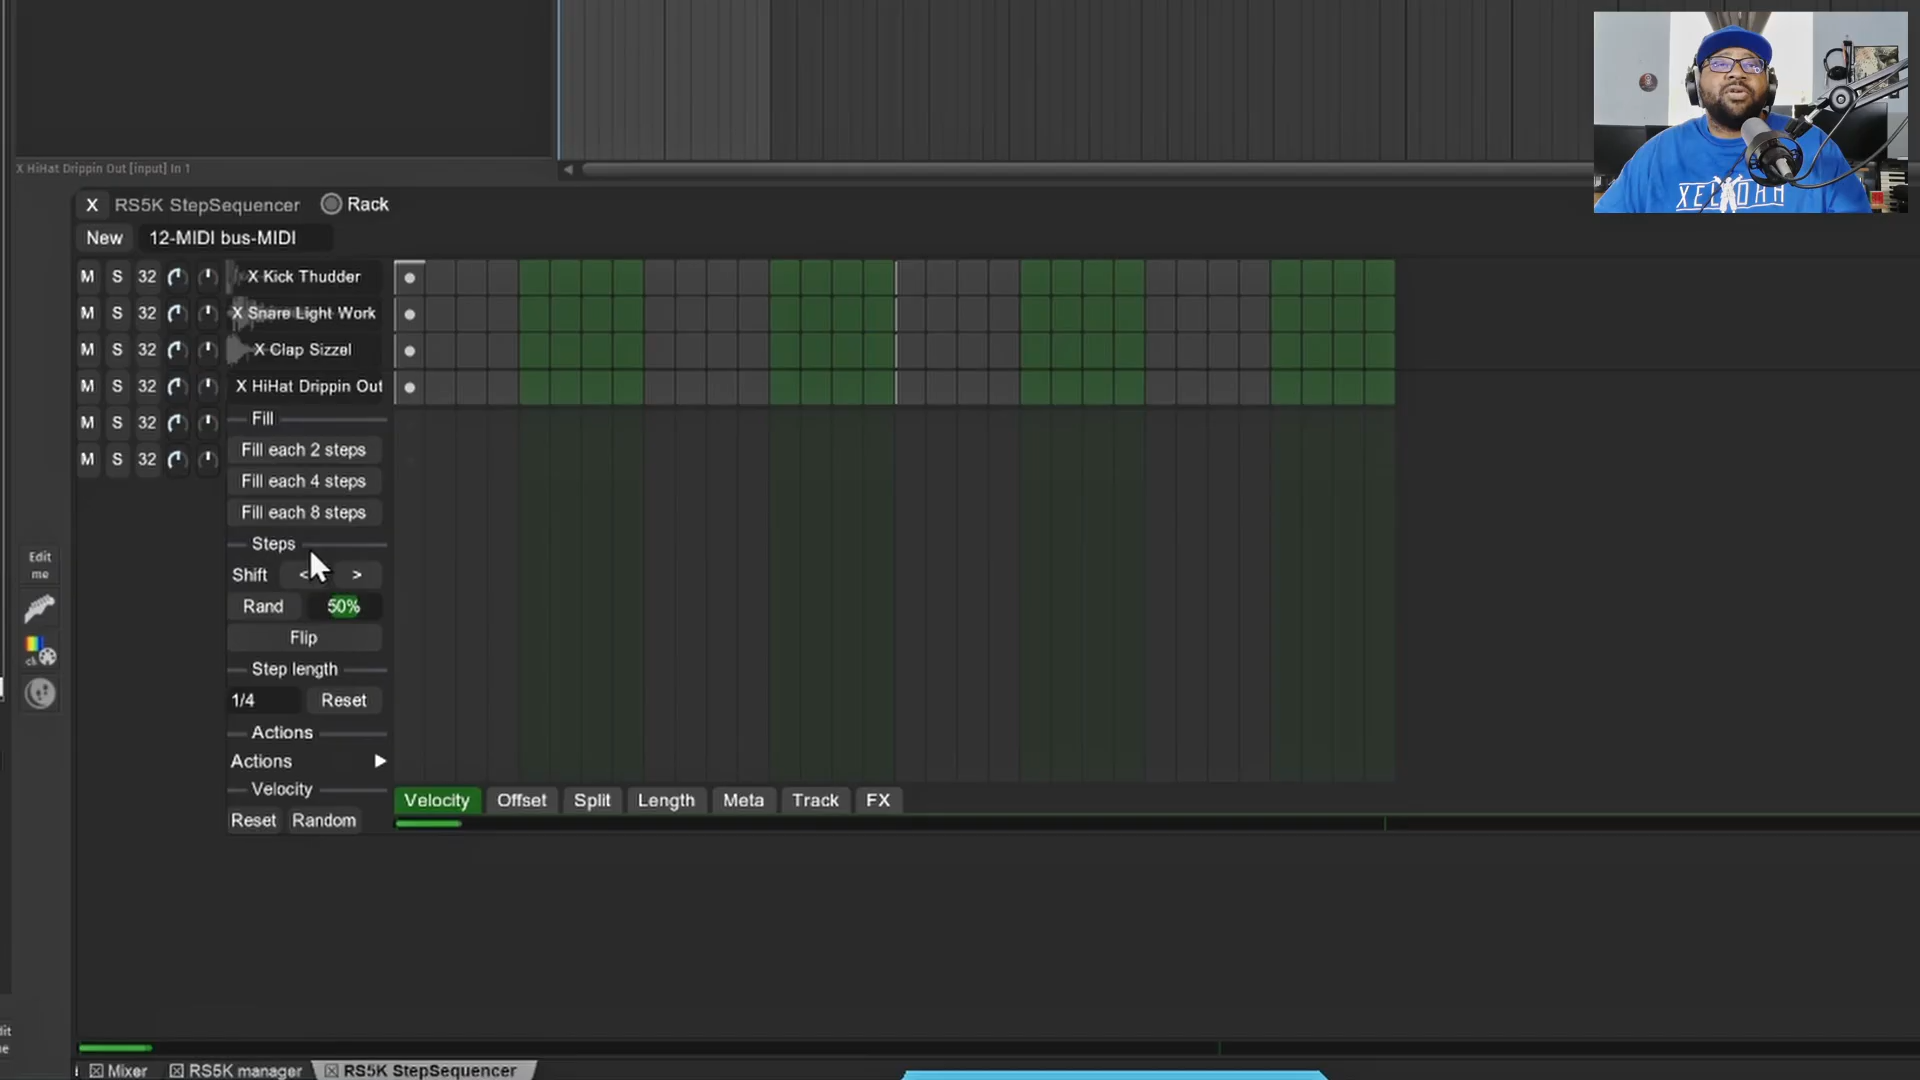 X HiHat Drippin Out [input] In 1
X RS5K StepSequencer Rack
New 12-MIDI bus-MIDI
M S 32 X Kick Thudder
M S 32 X Snare Light Work
M S 32 X Clap Sizzel
M S 32 X HiHat Drippin Out
M S 32 Fill
M S 32 Fill each 2 steps
Fill each 4 steps
Fill each 8 steps
Steps
Shift < >
Rand 50%
Flip
Step length
1/4 Reset
Actions
Actions
Velocity
Reset Random
Velocity Offset Split Length Meta Track FX
Edit
me
Mixer RS5K manager RS5K StepSequencer